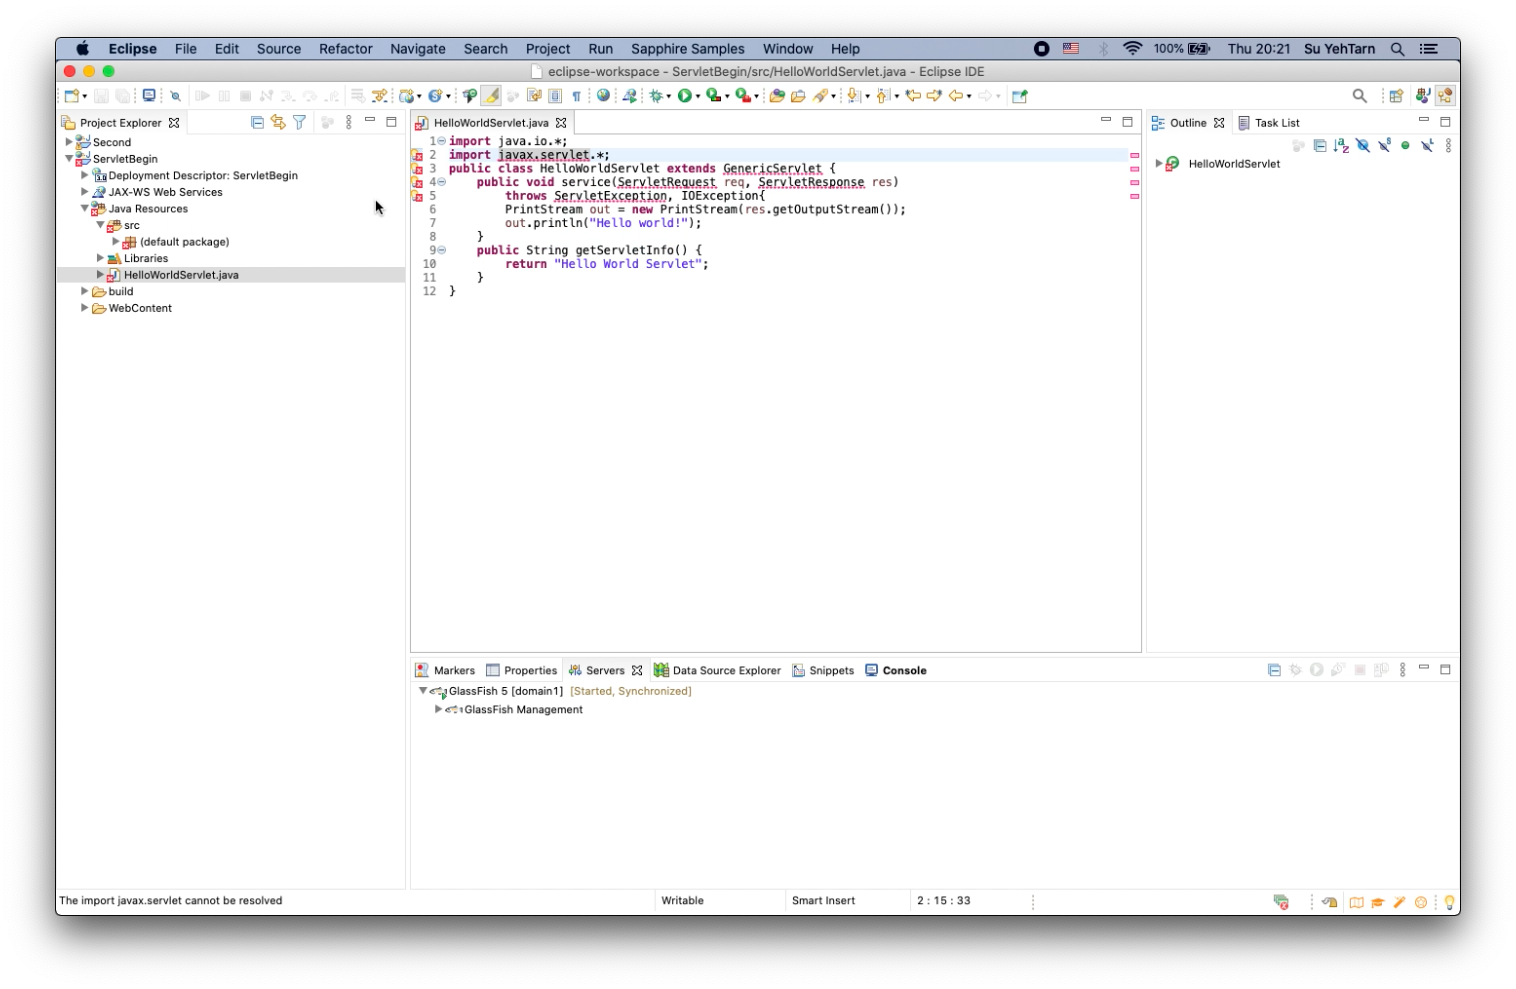 Eclipse File Edit Source Refactor Navigate Search Project Run Sapphire Samples Window Help 100% Thu 20:21 Su YehTarn
eclipse-workspace - ServletBegin/src/HelloWorldServlet.java - Eclipse IDE
Project Explorer
Second
ServletBegin
Deployment Descriptor: ServletBegin
JAX-WS Web Services
Java Resources
src
(default package)
Libraries
HelloWorldServlet.java
build
WebContent
HelloWorldServlet.java
1 import java.io.*;
2 import javax.servlet.*;
3 public class HelloWorldServlet extends GenericServlet {
4 public void service(ServletRequest req, ServletResponse res)
5 throws ServletException, IOException{
6 PrintStream out = new PrintStream(res.getOutputStream());
7 out.println("Hello world!");
8 }
9 public String getServletInfo() {
10 return "Hello World Servlet";
11 }
12 }
Outline Task List
HelloWorldServlet
Markers Properties Servers Data Source Explorer Snippets Console
GlassFish 5 [domain1] [Started, Synchronized]
GlassFish Management
The import javax.servlet cannot be resolved Writable Smart Insert 2 : 15 : 33